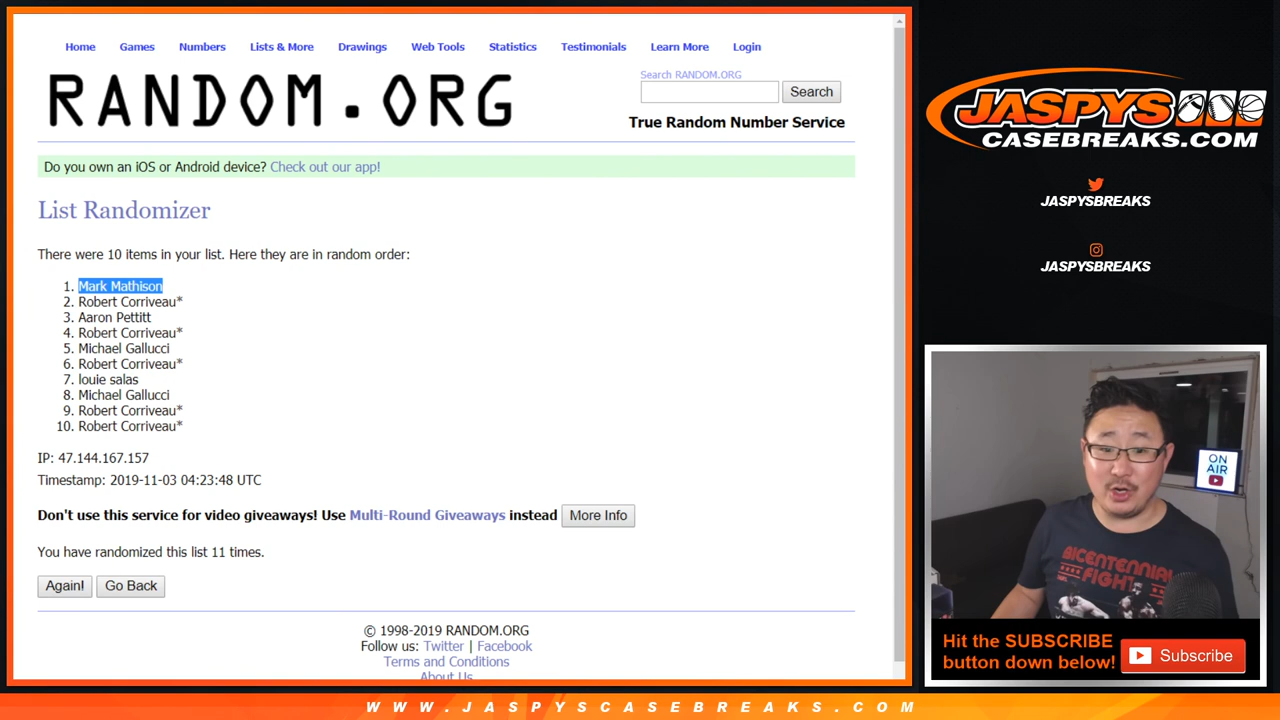 Home Games Numbers Lists & More Drawings Web Tools Statistics Testimonials Learn More Login
RANDOM.ORG
Search RANDOM.ORG
Search
True Random Number Service
Do you own an iOS or Android device? Check out our app!
List Randomizer
There were 10 items in your list. Here they are in random order:
1. Mark Mathison
2. Robert Corriveau*
3. Aaron Pettitt
4. Robert Corriveau*
5. Michael Gallucci
6. Robert Corriveau*
7. louie salas
8. Michael Gallucci
9. Robert Corriveau*
10. Robert Corriveau*
IP: 47.144.167.157
Timestamp: 2019-11-03 04:23:48 UTC
Don't use this service for video giveaways! Use Multi-Round Giveaways instead More Info
You have randomized this list 11 times.
Again! Go Back
© 1998-2019 RANDOM.ORG
Follow us: Twitter | Facebook
Terms and Conditions
About Us
JASPYS
CASEBREAKS.COM
JASPYSBREAKS
JASPYSBREAKS
ON
AIR
BICENTENNIAL
FIGHT
Hit the SUBSCRIBE
button down below!
Subscribe
WWW.JASPYSCASEBREAKS.COM